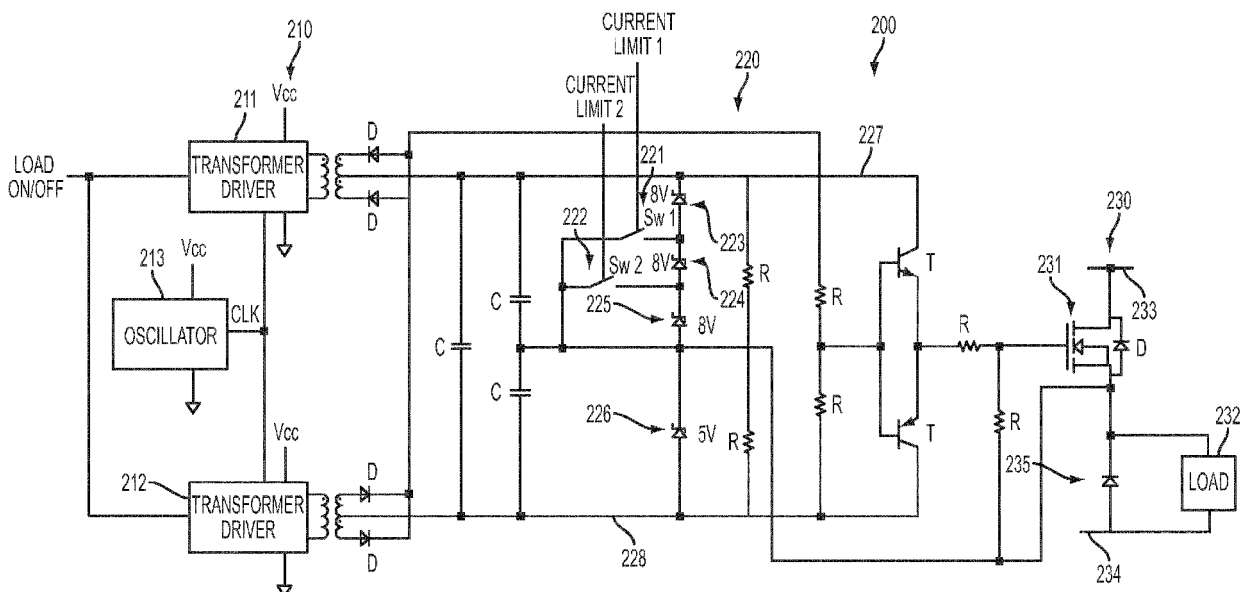 CURRENT
LIMIT 1
CURRENT
LIMIT 2
200
210
220
211
Vcc
D
227
LOAD
ON/OFF
TRANSFORMER
DRIVER
D
221
8V
223
230
222
Sw 1
T
231
233
Vcc
213
Sw 2
8V
224
R
R
225
OSCILLATOR
CLK
C
8V
R
D
C
C
226
5V
R
R
R
T
232
Vcc
212
TRANSFORMER
DRIVER
D
235
LOAD
D
228
234